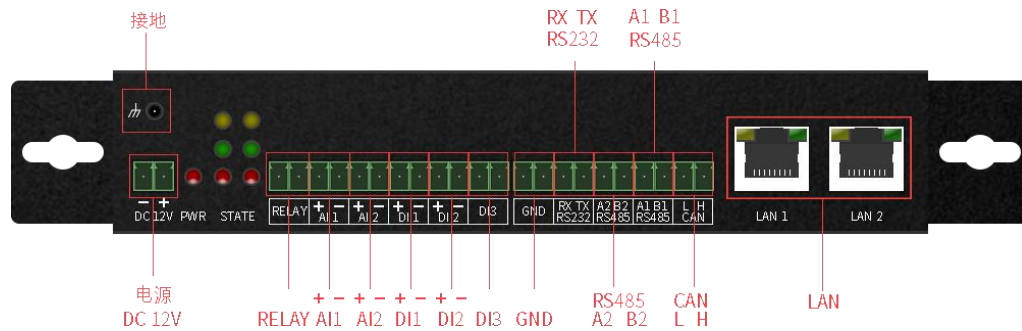 接地
RX TX A1 B1
RS232 RS485
− + + − + − + − + −
DC 12V PWR STATE RELAY AI1 AI2 DI1 DI2 DI3 GND RX TX RS232 A2 B2 RS485 A1 B1 RS485 L H CAN LAN 1 LAN 2
电源 + − + − + − + − RS485 CAN LAN
DC 12V RELAY AI1 AI2 DI1 DI2 DI3 GND A2 B2 L H